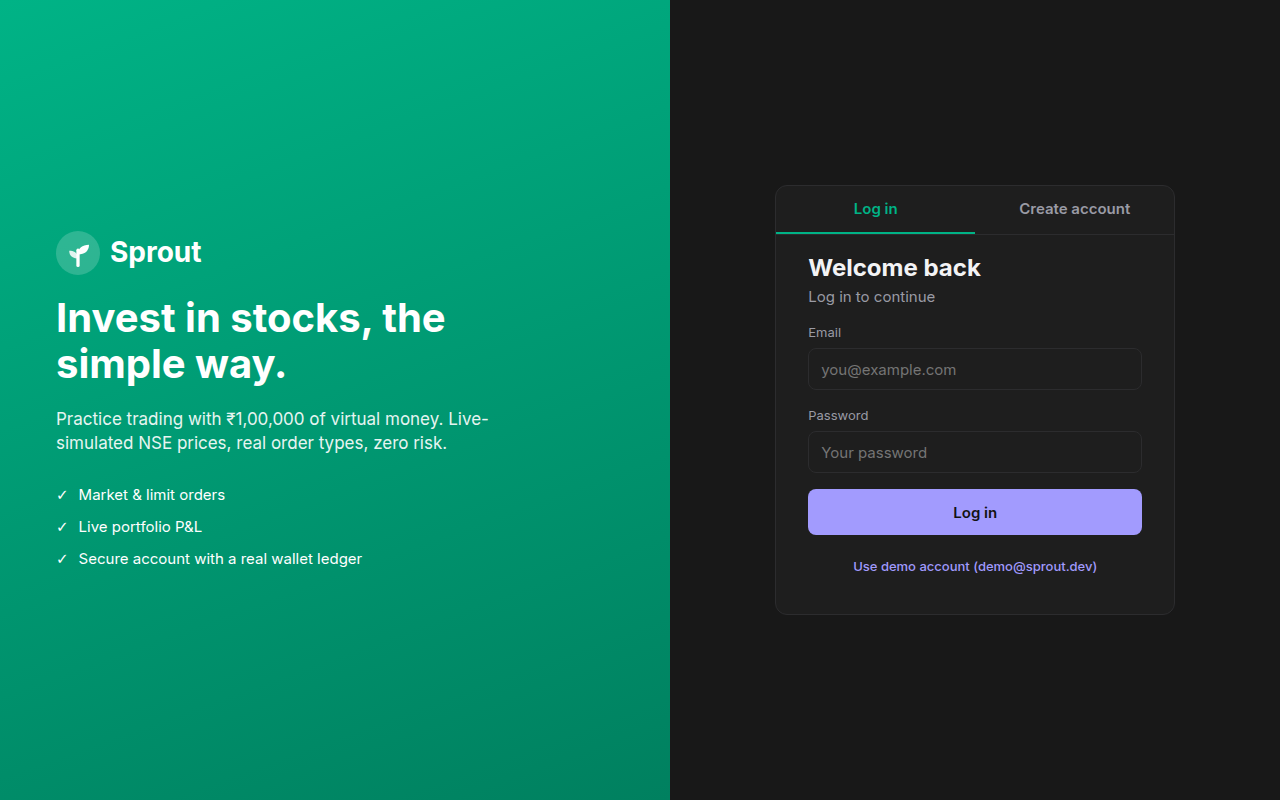 Sprout
Invest in stocks, the
simple way.
Practice trading with ₹1,00,000 of virtual money. Live-
simulated NSE prices, real order types, zero risk.
✓ Market & limit orders
✓ Live portfolio P&L
✓ Secure account with a real wallet ledger
Log in
Create account
Welcome back
Log in to continue
Email
you@example.com
Password
Your password
Log in
Use demo account (demo@sprout.dev)